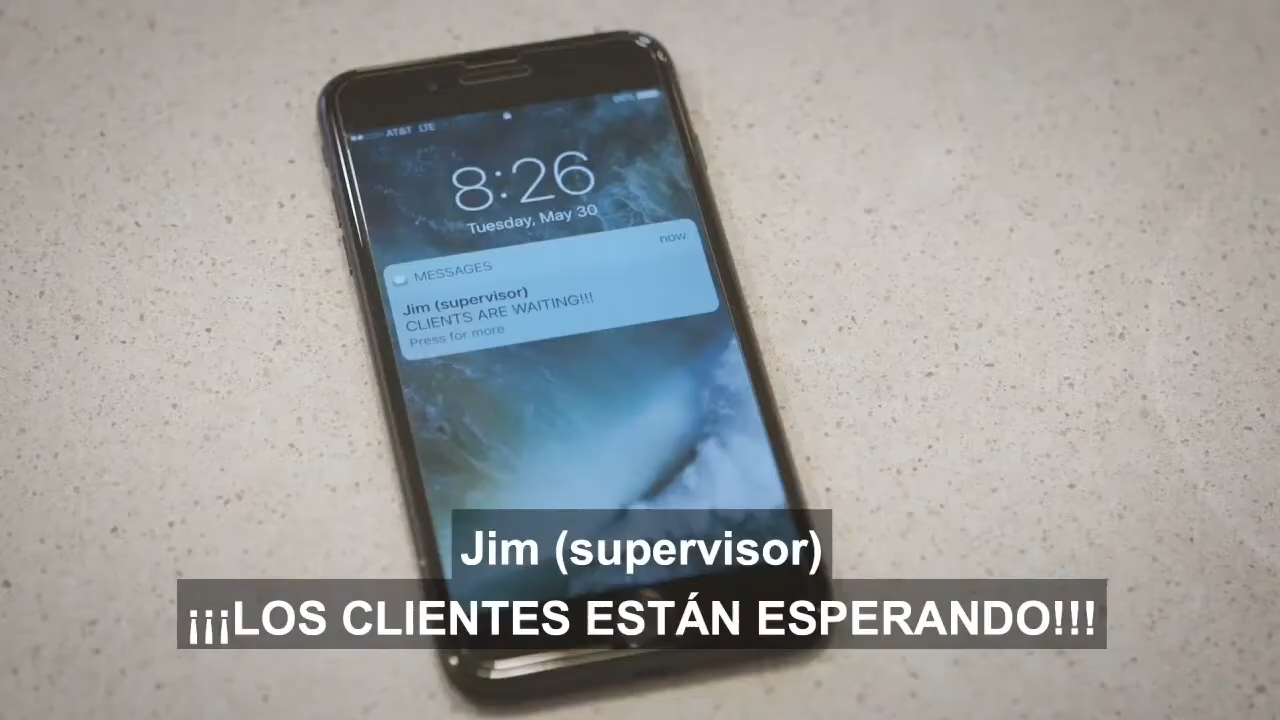 AT&T LTE
8:26
Tuesday, May 30
MESSAGES
now
Jim (supervisor)
CLIENTS ARE WAITING!!!
Press for more
Jim (supervisor)
¡¡¡LOS CLIENTES ESTÁN ESPERANDO!!!